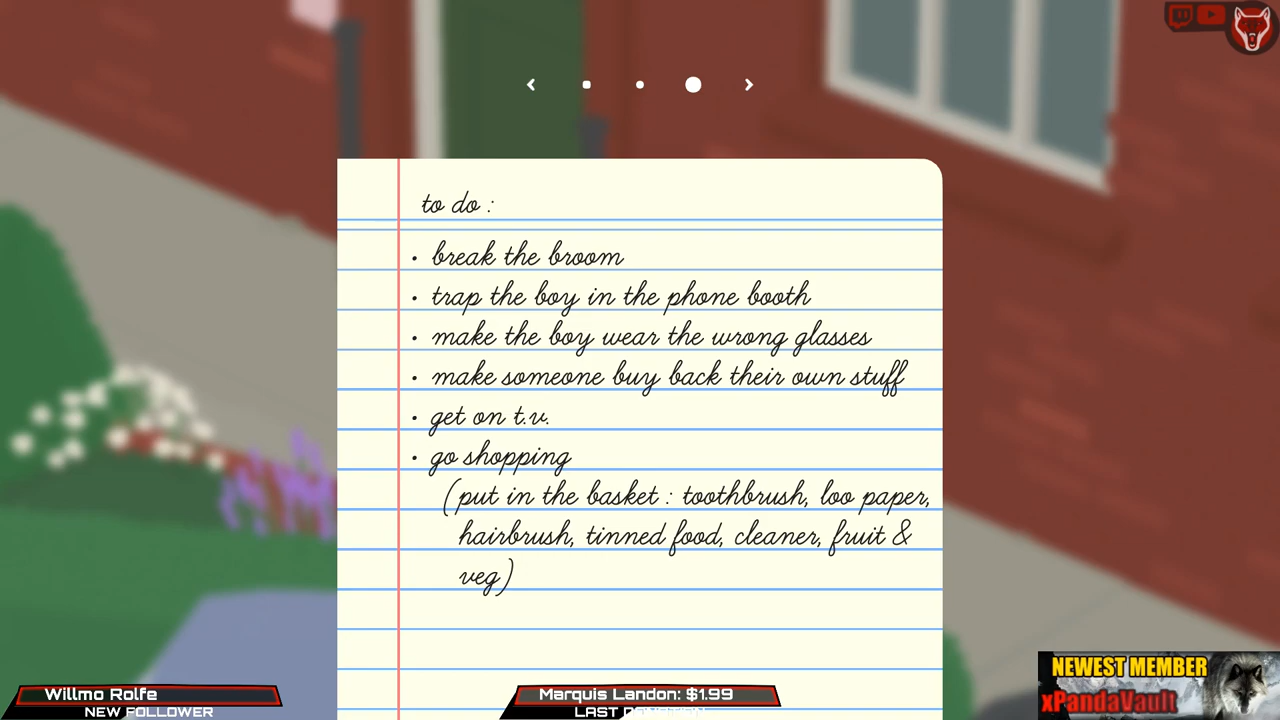 to do :
• break the broom
• trap the boy in the phone booth
• make the boy wear the wrong glasses
• make someone buy back their own stuff
• get on t.v.
• go shopping
(put in the basket : toothbrush, loo paper,
hairbrush, tinned food, cleaner, fruit &
veg)
Willmo Rolfe
NEW FOLLOWER
Marquis Landon: $1.99
LAST DONATION
NEWEST MEMBER
xPandaVault